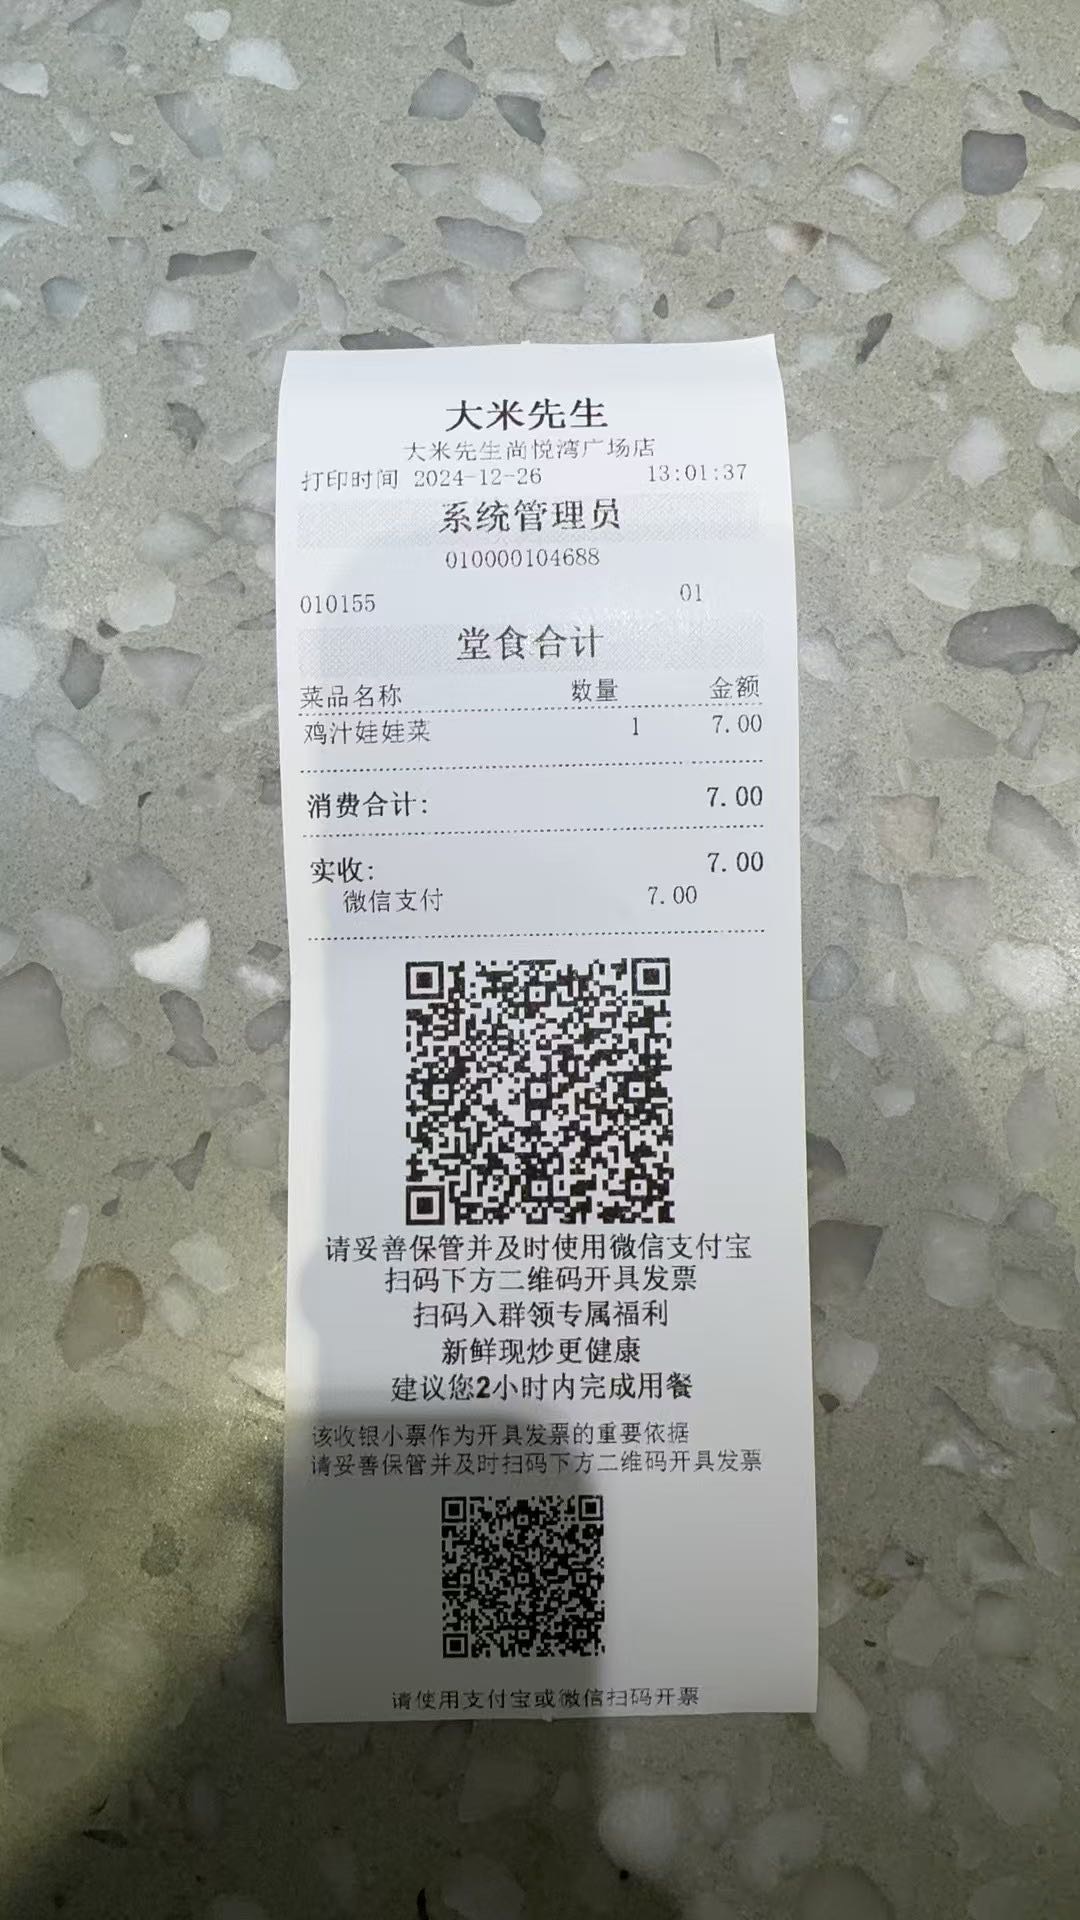 大米先生
大米先生尚悦湾广场店
打印时间 2024-12-26 13:01:37
系统管理员
010000104688
010155 01
堂食合计
菜品名称 数量 金额
鸡汁娃娃菜 1 7.00
消费合计: 7.00
实收: 7.00
微信支付 7.00
请妥善保管并及时使用微信支付宝
扫码下方二维码开具发票
扫码入群领专属福利
新鲜现炒更健康
建议您2小时内完成用餐
该收银小票作为开具发票的重要依据
请妥善保管并及时扫码下方二维码开具发票
请使用支付宝或微信扫码开票